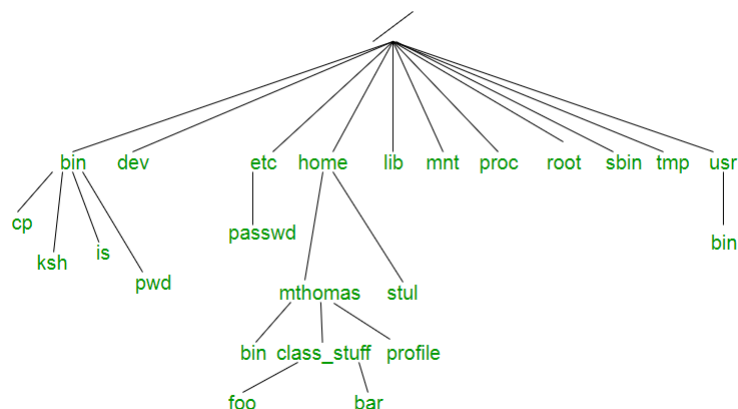 /
bin dev etc home lib mnt proc root sbin tmp usr
cp
ksh
is
pwd
passwd
bin
mthomas stul
bin class_stuff profile
foo bar